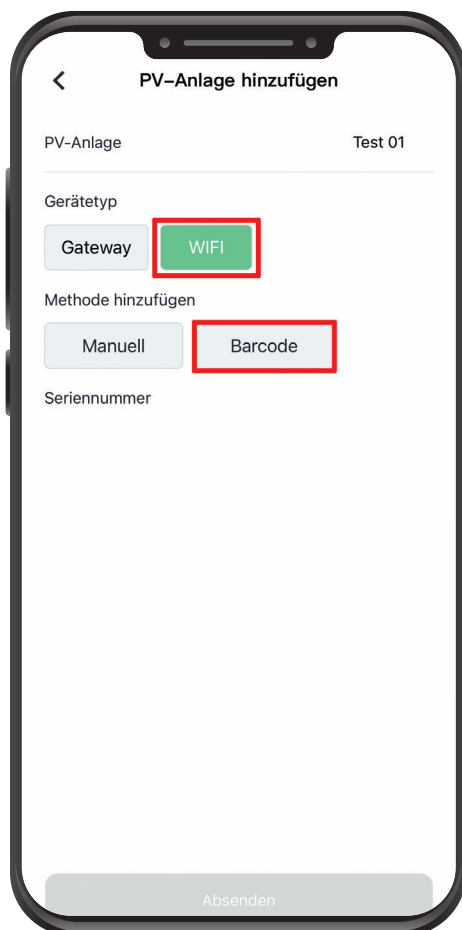 PV-Anlage hinzufügen
PV-Anlage Test 01
Gerätetyp
Gateway WIFI
Methode hinzufügen
Manuell Barcode
Seriennummer
Absenden